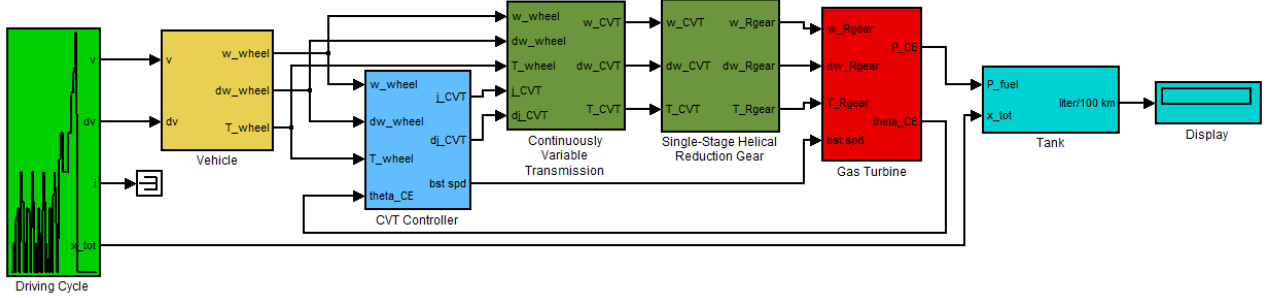 v
dv
i
x_tot
Driving Cycle
v
dv
w_wheel
dw_wheel
T_wheel
Vehicle
w_wheel
dw_wheel
T_wheel
theta_CE
j_CVT
dj_CVT
bst spd
CVT Controller
w_wheel
dw_wheel
T_wheel
j_CVT
dj_CVT
w_CVT
dw_CVT
T_CVT
Continuously
Variable
Transmission
w_CVT
dw_CVT
T_CVT
w_Rgear
dw_Rgear
T_Rgear
Single-Stage Helical
Reduction Gear
w_Rgear
dw_Rgear
T_Rgear
bst spd
P_CE
theta_CE
Gas Turbine
P_fuel
x_tot
liter/100 km
Tank
Display